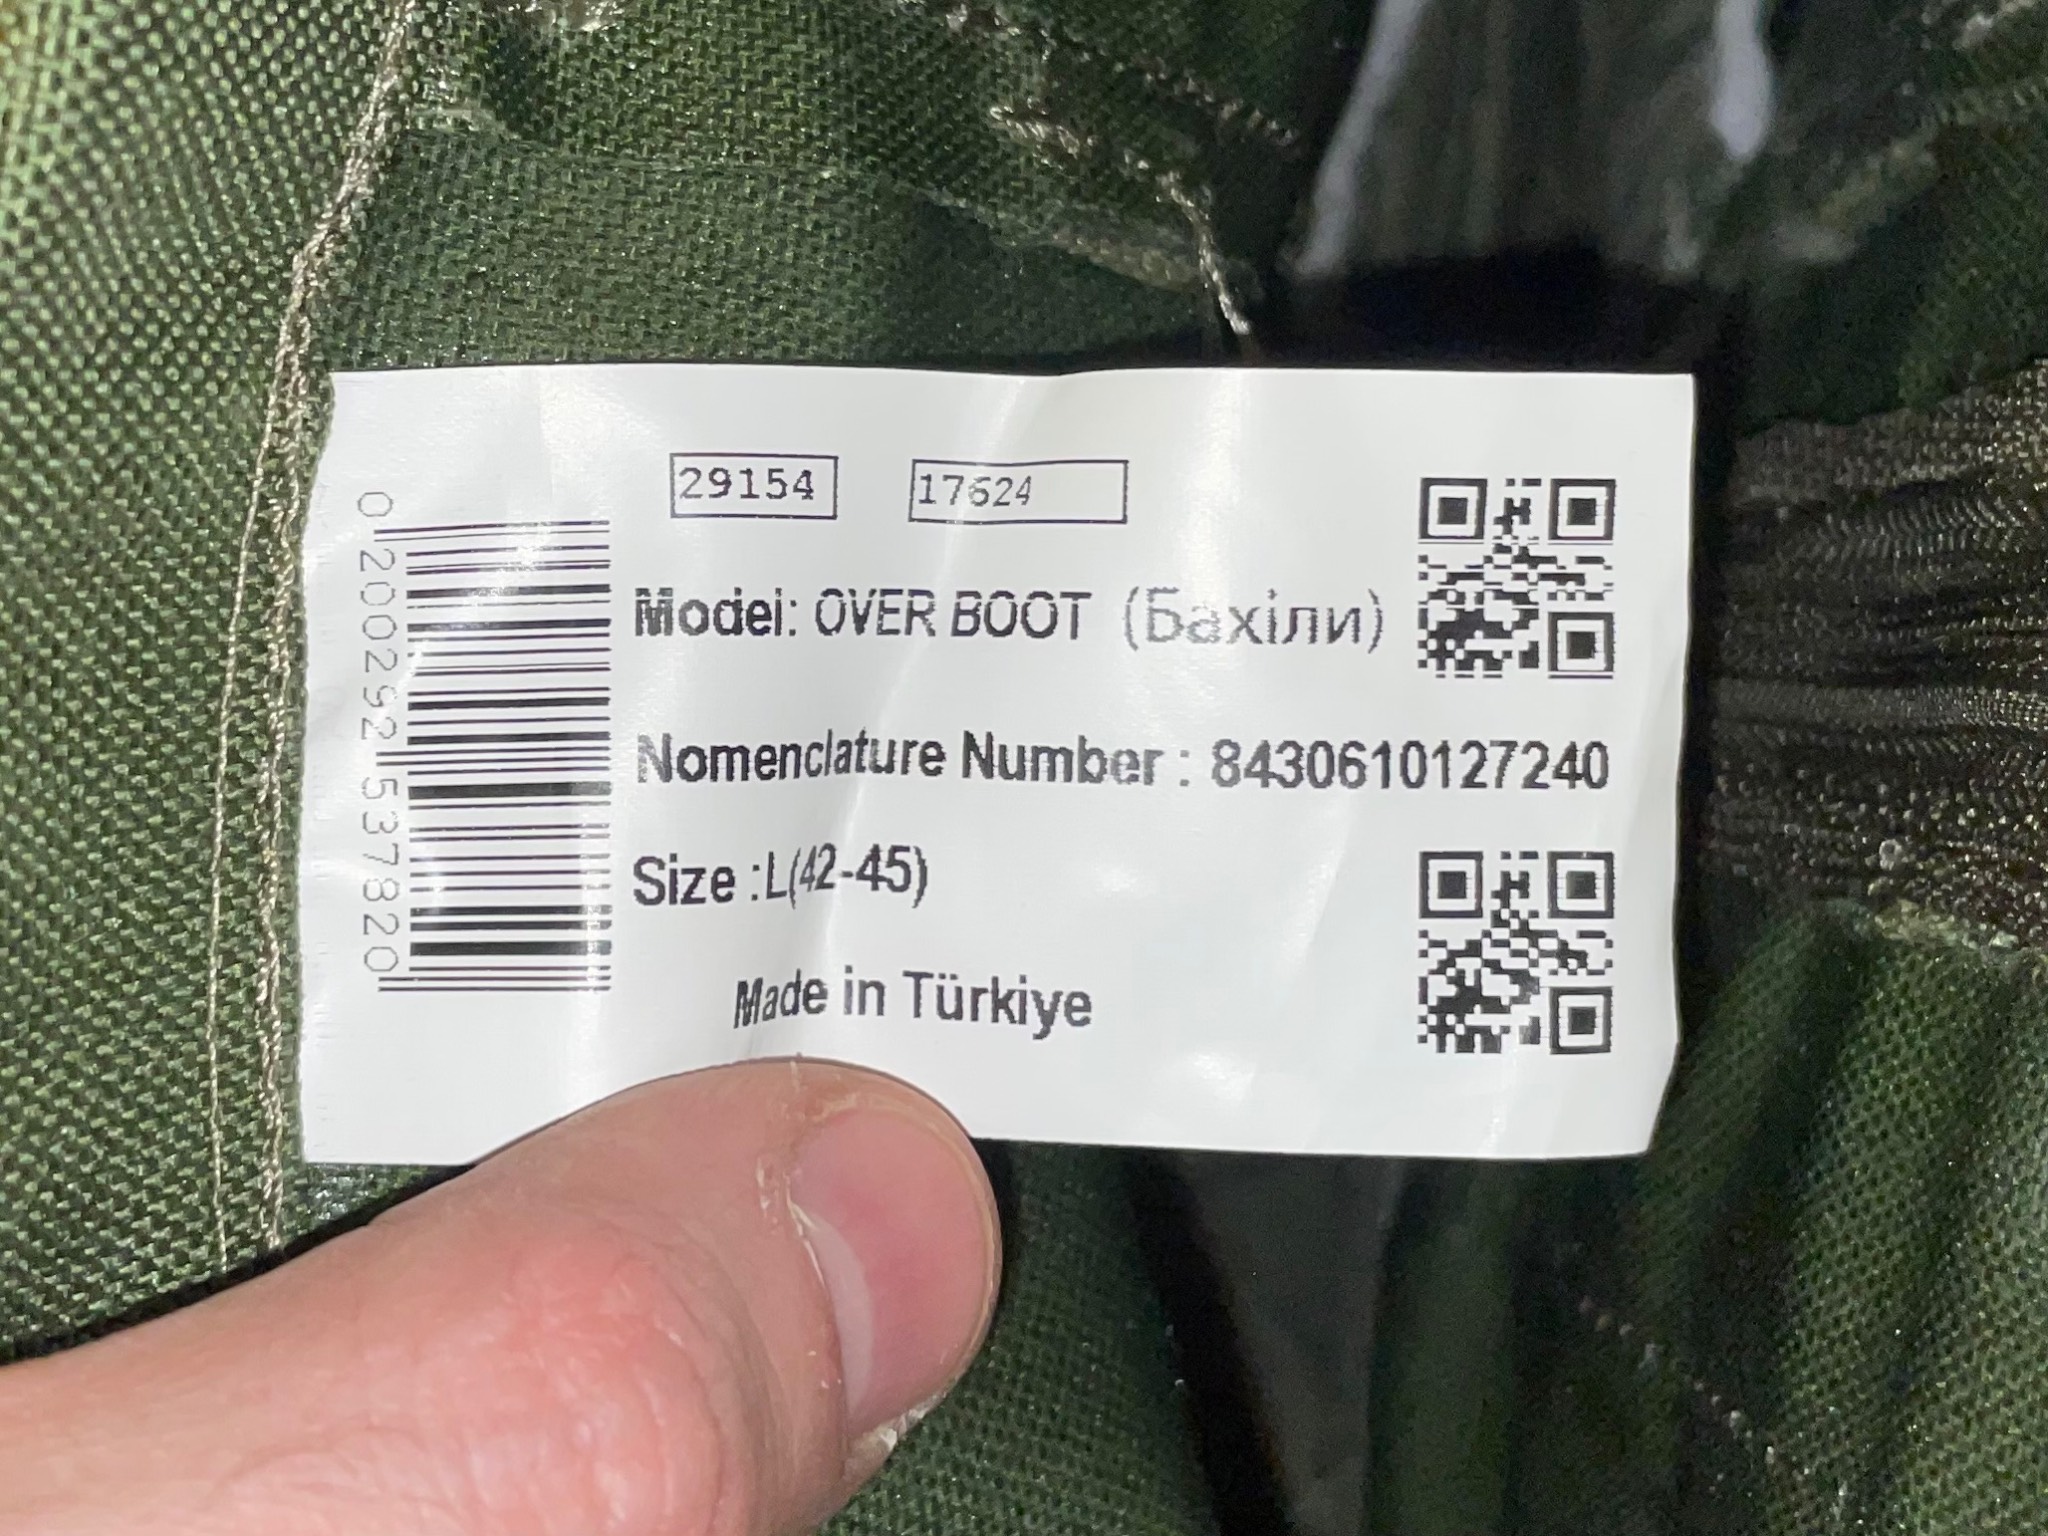 29154 17624
Model: OVER BOOT (Бахіли)
Nomenclature Number : 8430610127240
Size :L(42-45)
Made in Türkiye
0 200292 537820